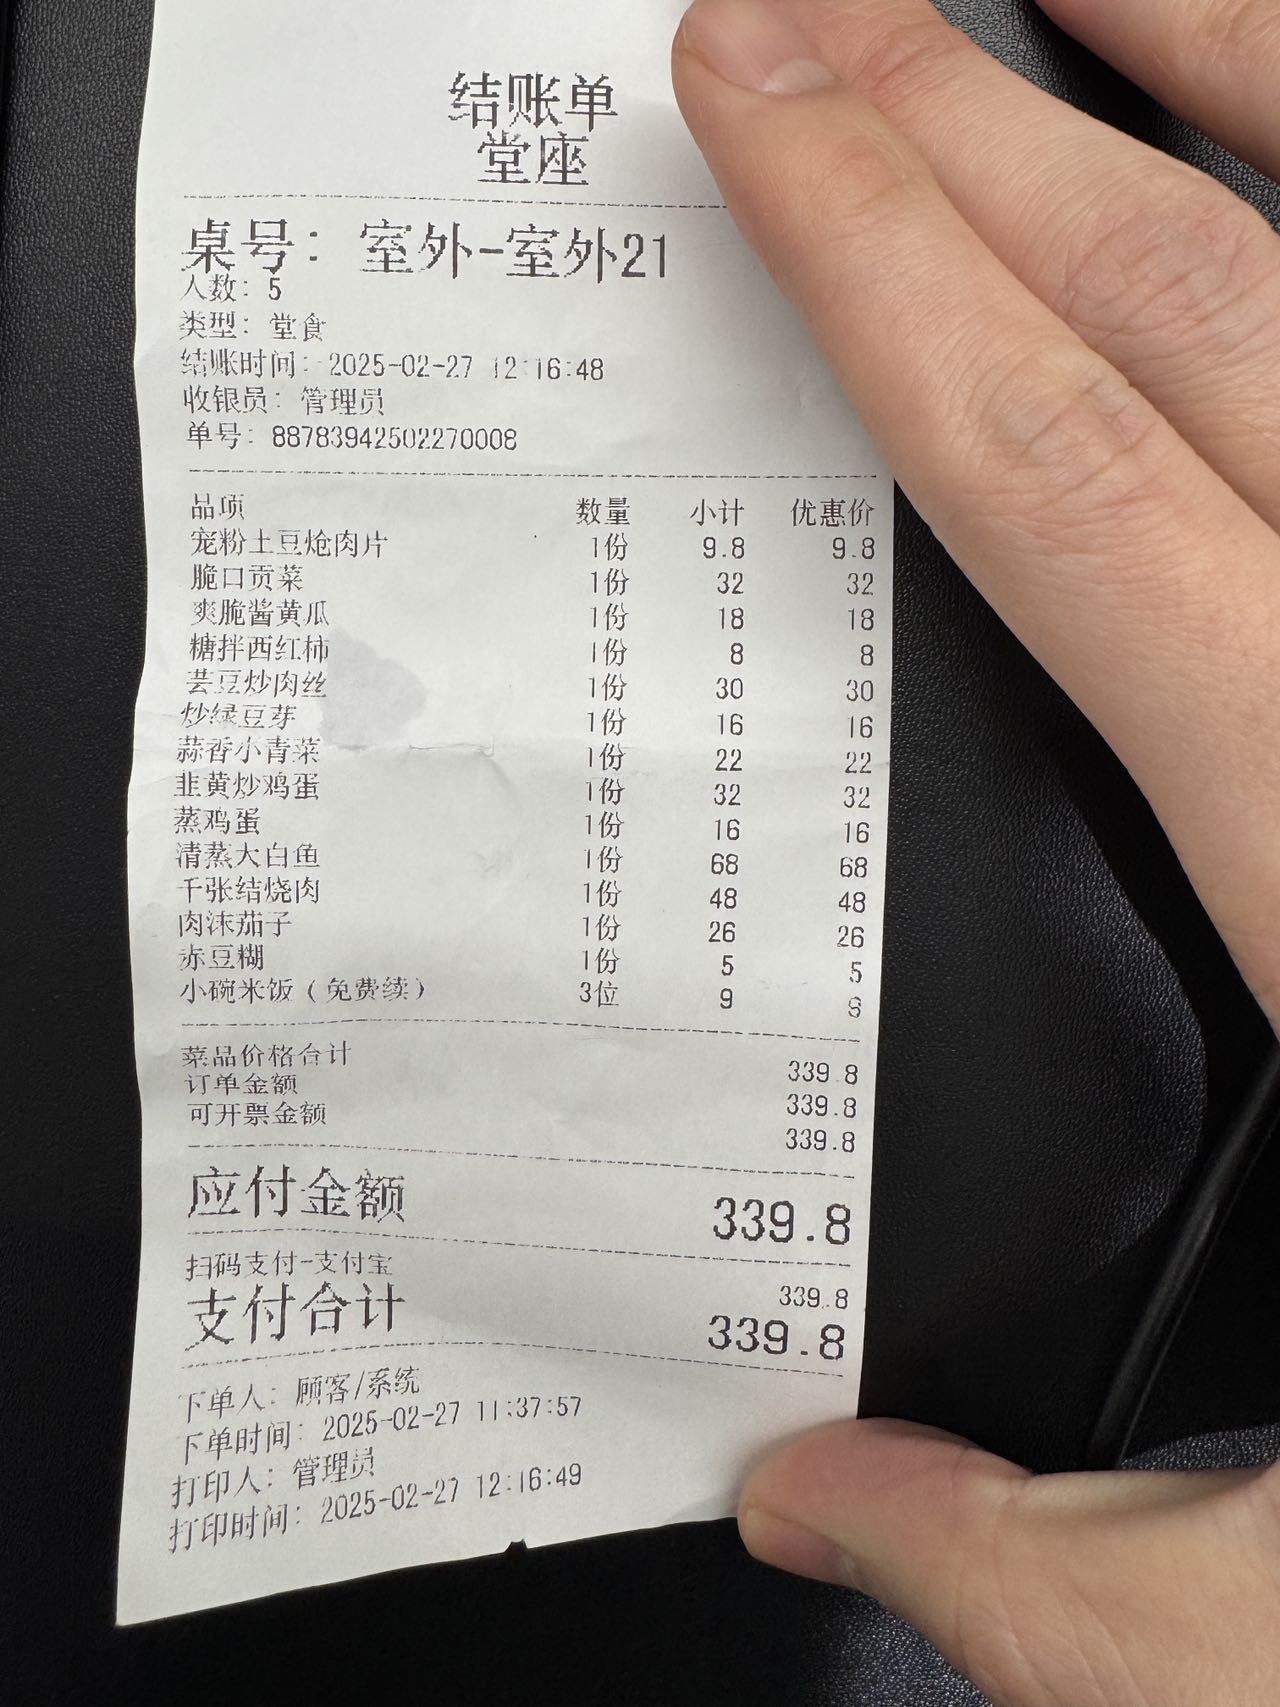 结账单
堂座
桌号： 室外-室外21
人数：5
类型：堂食
结账时间：2025-02-27 12:16:48
收银员：管理员
单号：88783942502270008
品项 数量 小计 优惠价
宠粉土豆炝肉片 1份 9.8 9.8
脆口贡菜 1份 32 32
爽脆酱黄瓜 1份 18 18
糖拌西红柿 1份 8 8
芸豆炒肉丝 1份 30 30
炒绿豆芽 1份 16 16
蒜香小青菜 1份 22 22
韭黄炒鸡蛋 1份 32 32
蒸鸡蛋 1份 16 16
清蒸大白鱼 1份 68 68
千张结烧肉 1份 48 48
肉沫茄子 1份 26 26
赤豆糊 1份 5 5
小碗米饭（免费续） 3位 9 9
菜品价格合计 339.8
订单金额 339.8
可开票金额 339.8
应付金额 339.8
扫码支付-支付宝 339.8
支付合计 339.8
下单人：顾客/系统
下单时间：2025-02-27 11:37:57
打印人：管理员
打印时间：2025-02-27 12:16:49